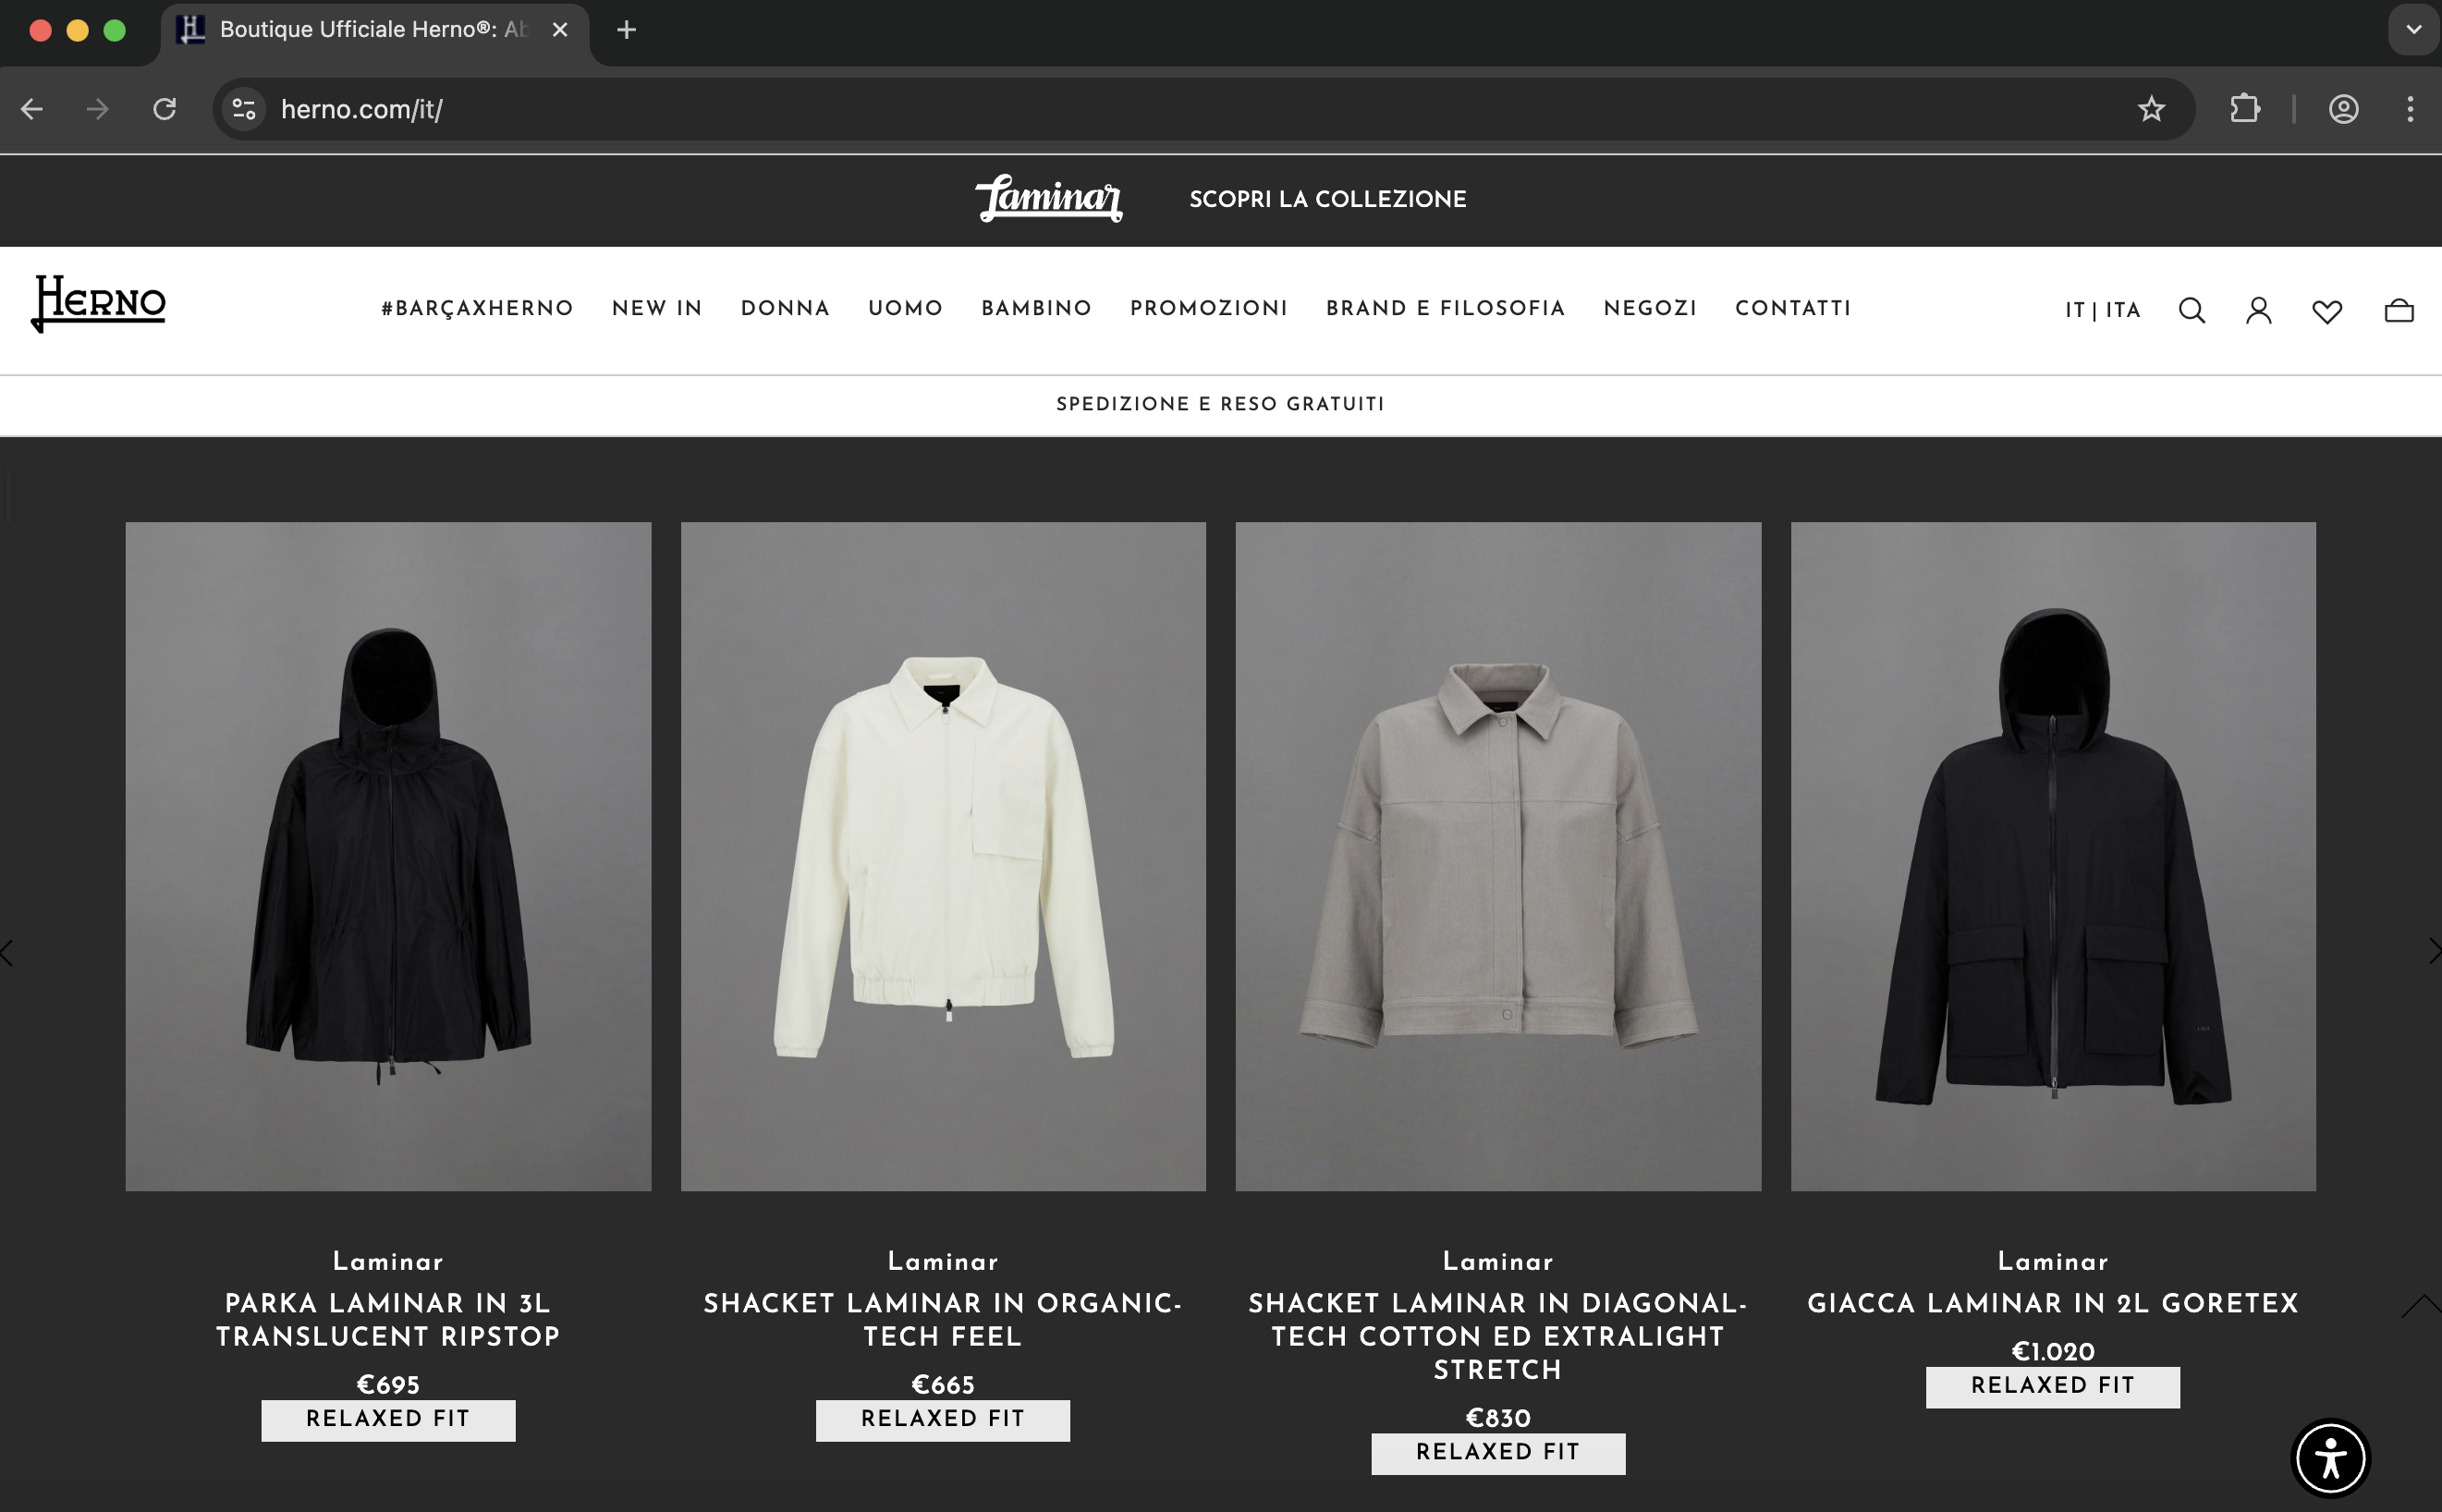 Boutique Ufficiale Herno®: Ab
herno.com/it/
Laminar
SCOPRI LA COLLEZIONE
HERNO
#BARÇAXHERNO
NEW IN
DONNA
UOMO
BAMBINO
PROMOZIONI
BRAND E FILOSOFIA
NEGOZI
CONTATTI
IT | ITA
SPEDIZIONE E RESO GRATUITI
Laminar
PARKA LAMINAR IN 3L
TRANSLUCENT RIPSTOP
€695
RELAXED FIT
Laminar
SHACKET LAMINAR IN ORGANIC-
TECH FEEL
€665
RELAXED FIT
Laminar
SHACKET LAMINAR IN DIAGONAL-
TECH COTTON ED EXTRALIGHT
STRETCH
€830
RELAXED FIT
Laminar
GIACCA LAMINAR IN 2L GORETEX
€1.020
RELAXED FIT